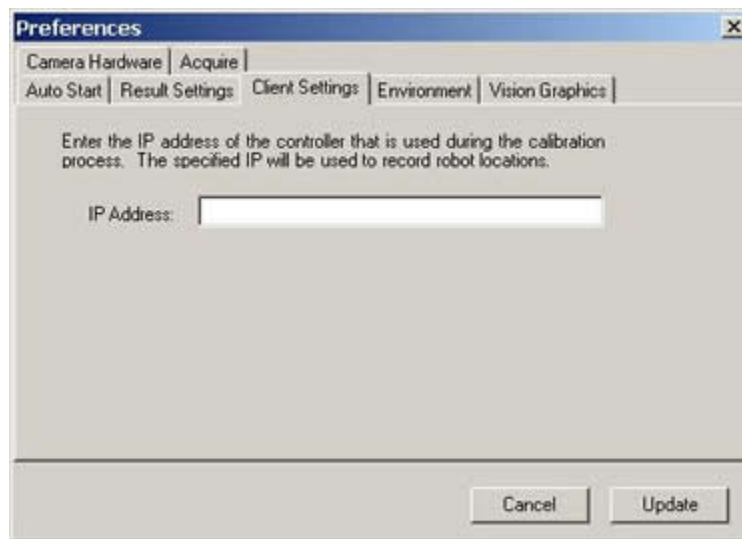 Preferences
Camera Hardware Acquire
Auto Start Result Settings Client Settings Environment Vision Graphics
Enter the IP address of the controller that is used during the calibration
process. The specified IP will be used to record robot locations.
IP Address:
Cancel Update